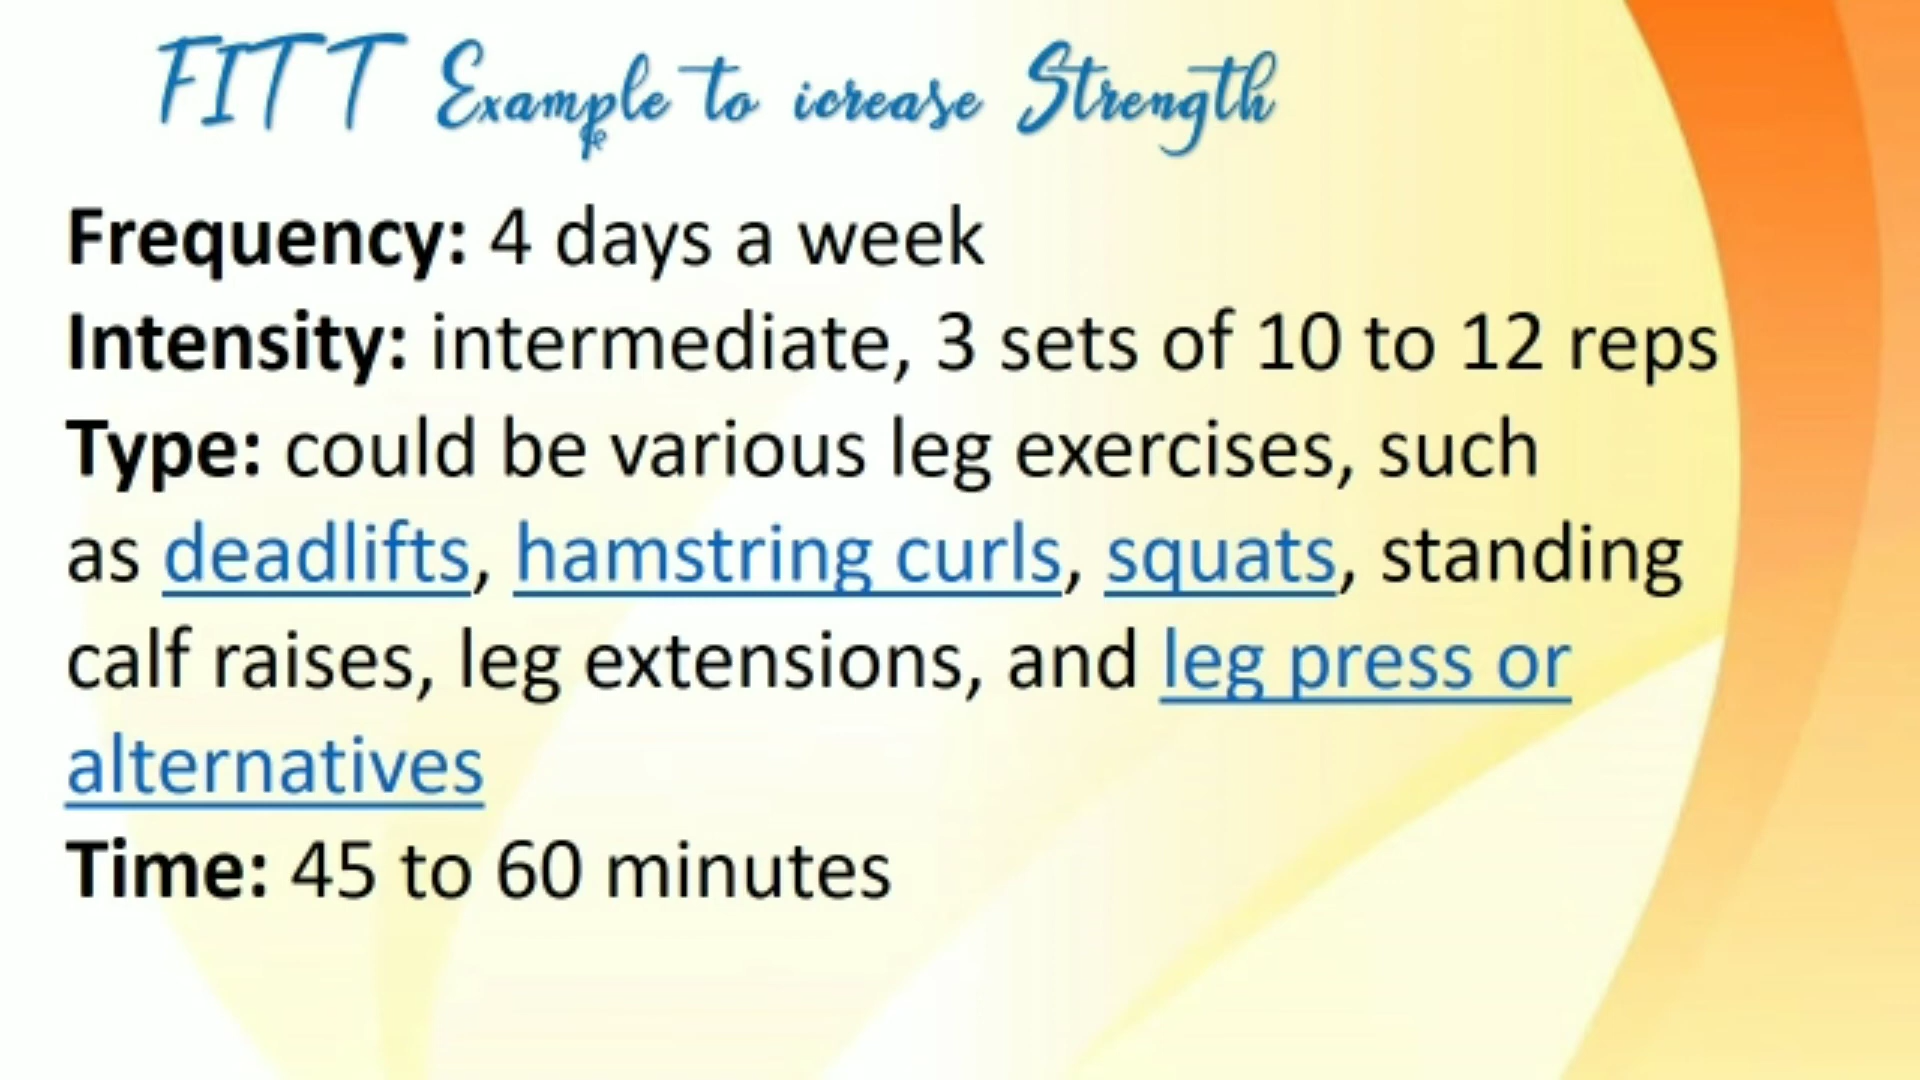 FITT Example to icrease Strength
Frequency: 4 days a week
Intensity: intermediate, 3 sets of 10 to 12 reps
Type: could be various leg exercises, such
as deadlifts, hamstring curls, squats, standing
calf raises, leg extensions, and leg press or
alternatives
Time: 45 to 60 minutes